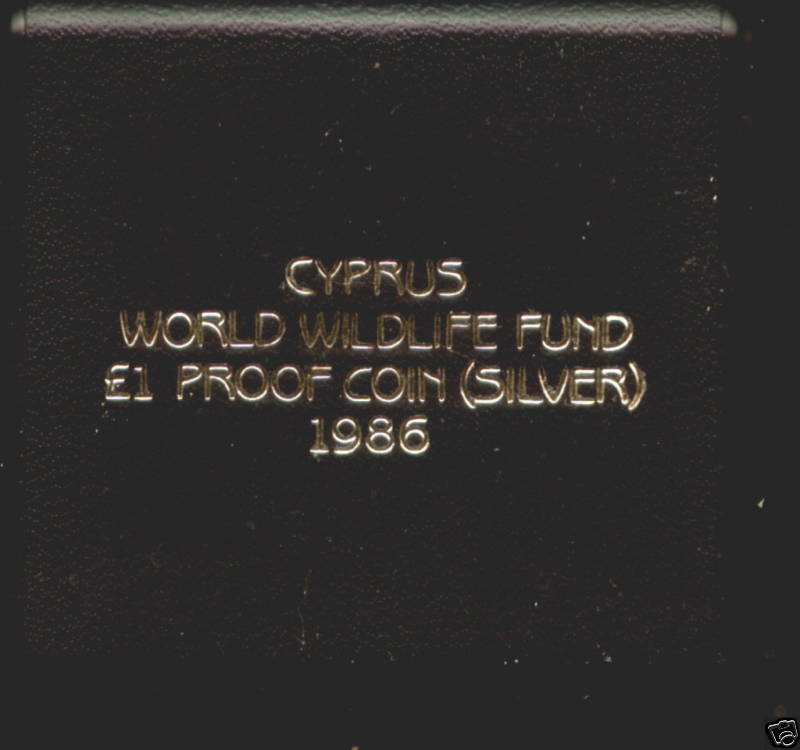 CYPRUS
WORLD WILDLIFE FUND
£1 PROOF COIN (SILVER)
1986